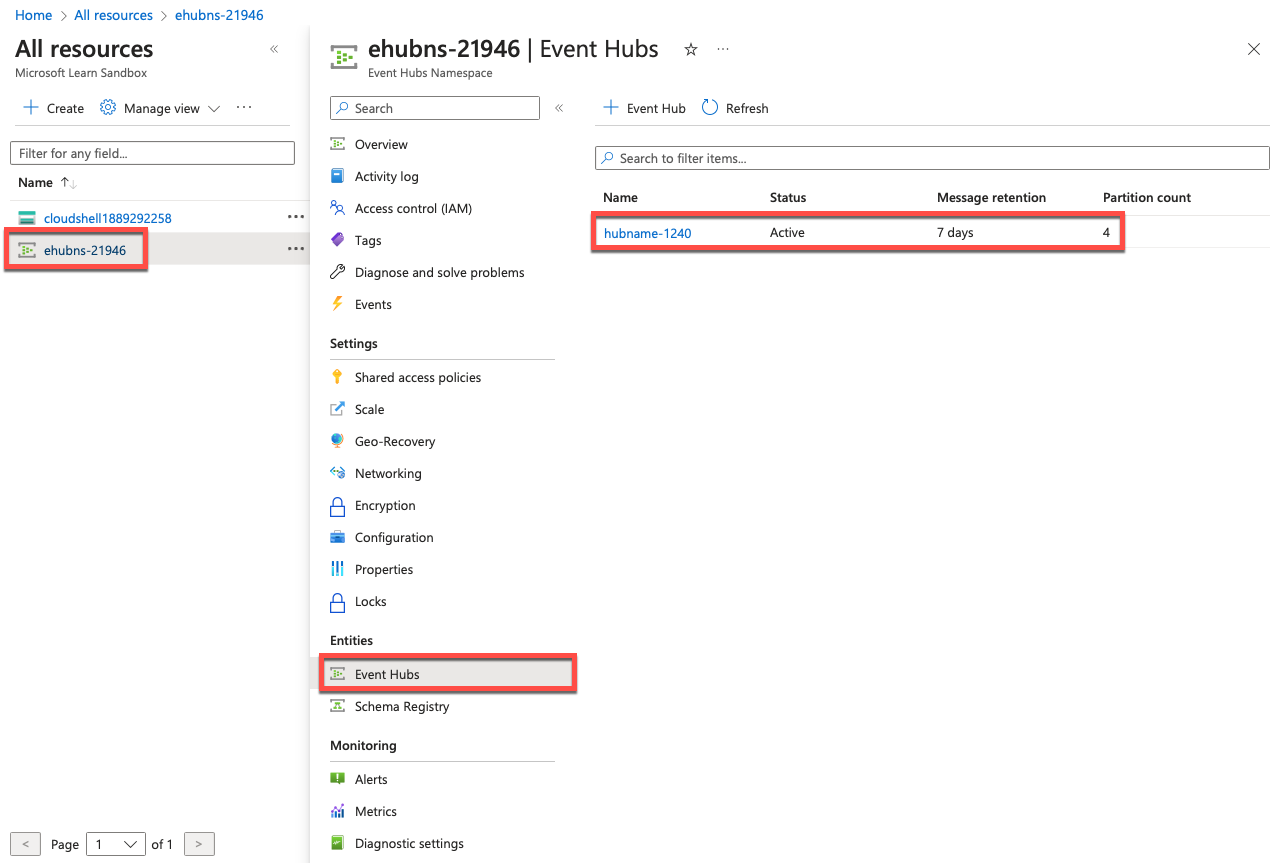 Home > All resources > ehubns-21946
All resources «
Microsoft Learn Sandbox
+ Create Manage view ···
Filter for any field...
Name ↑↓
cloudshell1889292258 ···
ehubns-21946 ···
< Page 1 of 1 >
ehubns-21946 | Event Hubs ☆ ···
Event Hubs Namespace
Search «
Overview
Activity log
Access control (IAM)
Tags
Diagnose and solve problems
Events
Settings
Shared access policies
Scale
Geo-Recovery
Networking
Encryption
Configuration
Properties
Locks
Entities
Event Hubs
Schema Registry
Monitoring
Alerts
Metrics
Diagnostic settings
+ Event Hub Refresh
Search to filter items...
Name Status Message retention Partition count
hubname-1240 Active 7 days 4